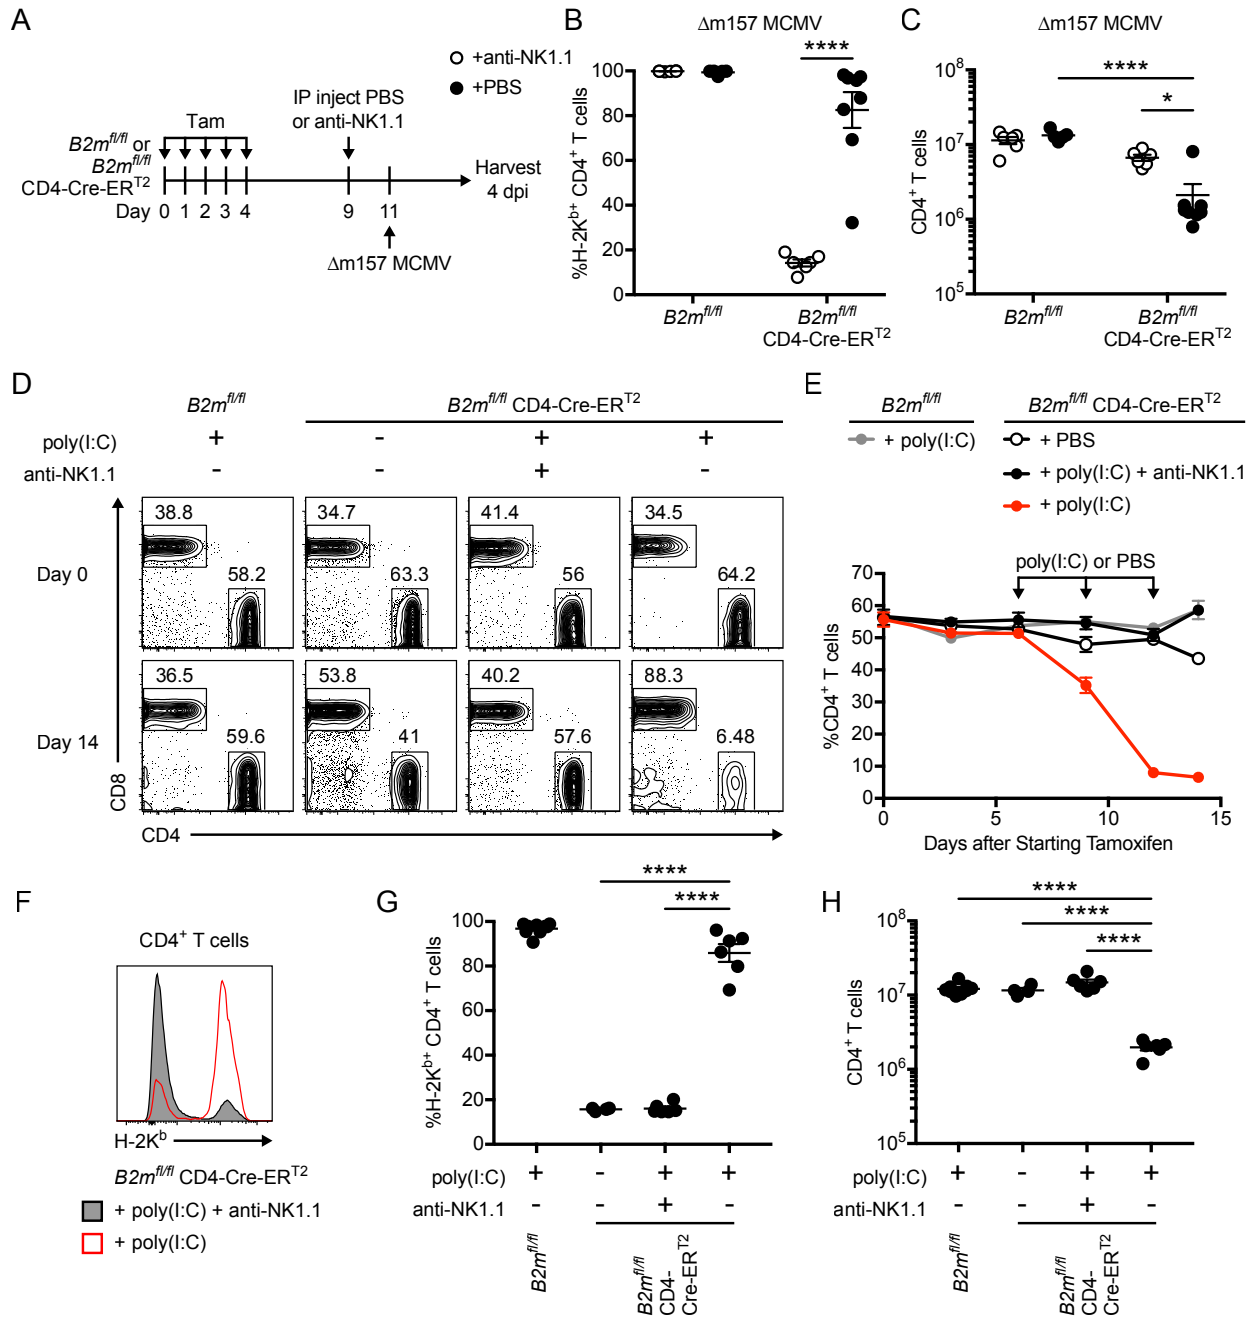 A
Tam
B2m^fl/fl or
B2m^fl/fl
CD4-Cre-ER^T2
Day 0 1 2 3 4 9 11
IP inject PBS
or anti-NK1.1
Harvest
4 dpi
Δm157 MCMV
B
Δm157 MCMV
+anti-NK1.1
+PBS
****
%H-2K^b+ CD4^+ T cells
100
80
60
40
20
0
B2m^fl/fl
B2m^fl/fl
CD4-Cre-ER^T2
C
Δm157 MCMV
****
*
CD4^+ T cells
10^8
10^7
10^6
10^5
B2m^fl/fl
B2m^fl/fl
CD4-Cre-ER^T2
D
B2m^fl/fl
B2m^fl/fl CD4-Cre-ER^T2
poly(I:C) + - + +
anti-NK1.1 - - + -
Day 0
38.8 34.7 41.4 34.5
58.2 63.3 56 64.2
Day 14
36.5 53.8 40.2 88.3
59.6 41 57.6 6.48
CD8
CD4
E
B2m^fl/fl
B2m^fl/fl CD4-Cre-ER^T2
+ poly(I:C)
+ PBS
+ poly(I:C) + anti-NK1.1
+ poly(I:C)
poly(I:C) or PBS
%CD4^+ T cells
70
60
50
40
30
20
10
0
0 5 10 15
Days after Starting Tamoxifen
F
CD4^+ T cells
H-2K^b
B2m^fl/fl CD4-Cre-ER^T2
+ poly(I:C) + anti-NK1.1
+ poly(I:C)
G
****
****
%H-2K^b+ CD4^+ T cells
100
80
60
40
20
0
poly(I:C) + - + +
anti-NK1.1 - - + -
B2m^fl/fl
B2m^fl/fl
CD4-
Cre-ER^T2
H
****
****
****
CD4^+ T cells
10^8
10^7
10^6
10^5
poly(I:C) + - + +
anti-NK1.1 - - + -
B2m^fl/fl
B2m^fl/fl
CD4-
Cre-ER^T2